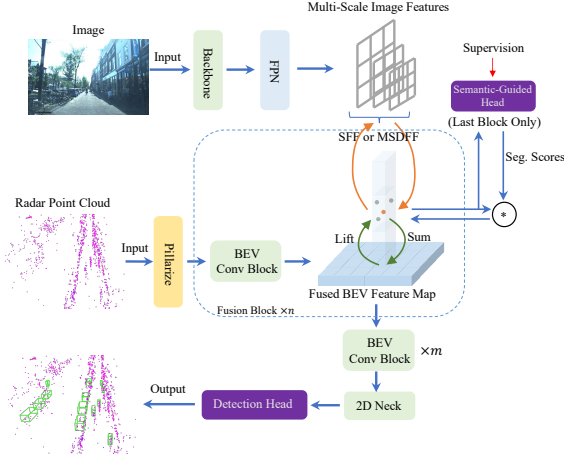 Multi-Scale Image Features
Image
Input
Backbone
FPN
Supervision
Semantic-Guided
Head
(Last Block Only)
SFF or MSDFF
Seg. Scores
*
Radar Point Cloud
Input
Pillarize
BEV
Conv Block
Lift
Sum
Fusion Block ×n
Fused BEV Feature Map
BEV
Conv Block
×m
Output
Detection Head
2D Neck